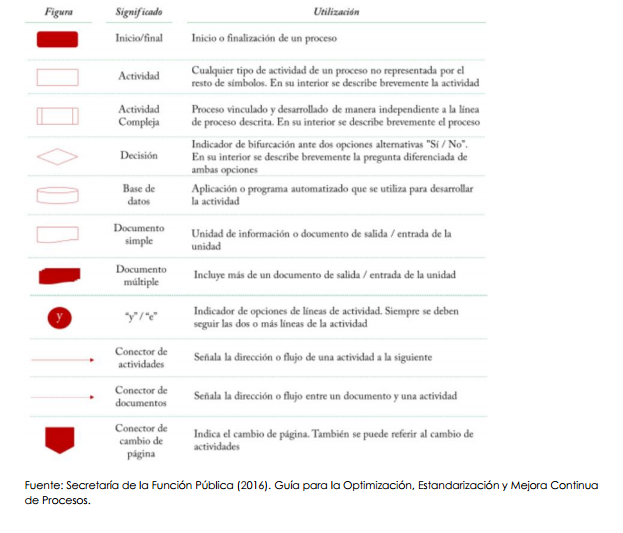 Figura Significado Utilización
Inicio/final Inicio o finalización de un proceso
Actividad Cualquier tipo de actividad de un proceso no representada por el
resto de símbolos. En su interior se describe brevemente la actividad
Actividad
Compleja
Proceso vinculado y desarrollado de manera independiente a la línea
de proceso descrita. En su interior se describe brevemente el proceso
Decisión
Indicador de bifurcación ante dos opciones alternativas "Sí / No".
En su interior se describe brevemente la pregunta diferenciada de
ambas opciones
Base de
datos
Aplicación o programa automatizado que se utiliza para desarrollar
la actividad
Documento
simple
Unidad de información o documento de salida / entrada de la
unidad
Documento
múltiple
Incluye más de un documento de salida / entrada de la unidad
y
"y" / "e"
Indicador de opciones de líneas de actividad. Siempre se deben
seguir las dos o más líneas de la actividad
Conector de
actividades
Señala la dirección o flujo de una actividad a la siguiente
Conector de
documentos
Señala la dirección o flujo entre un documento y una actividad
Conector de
cambio de
página
Indica el cambio de página. También se puede referir al cambio de
actividades
Fuente: Secretaría de la Función Pública (2016). Guía para la Optimización, Estandarización y Mejora Continua
de Procesos.